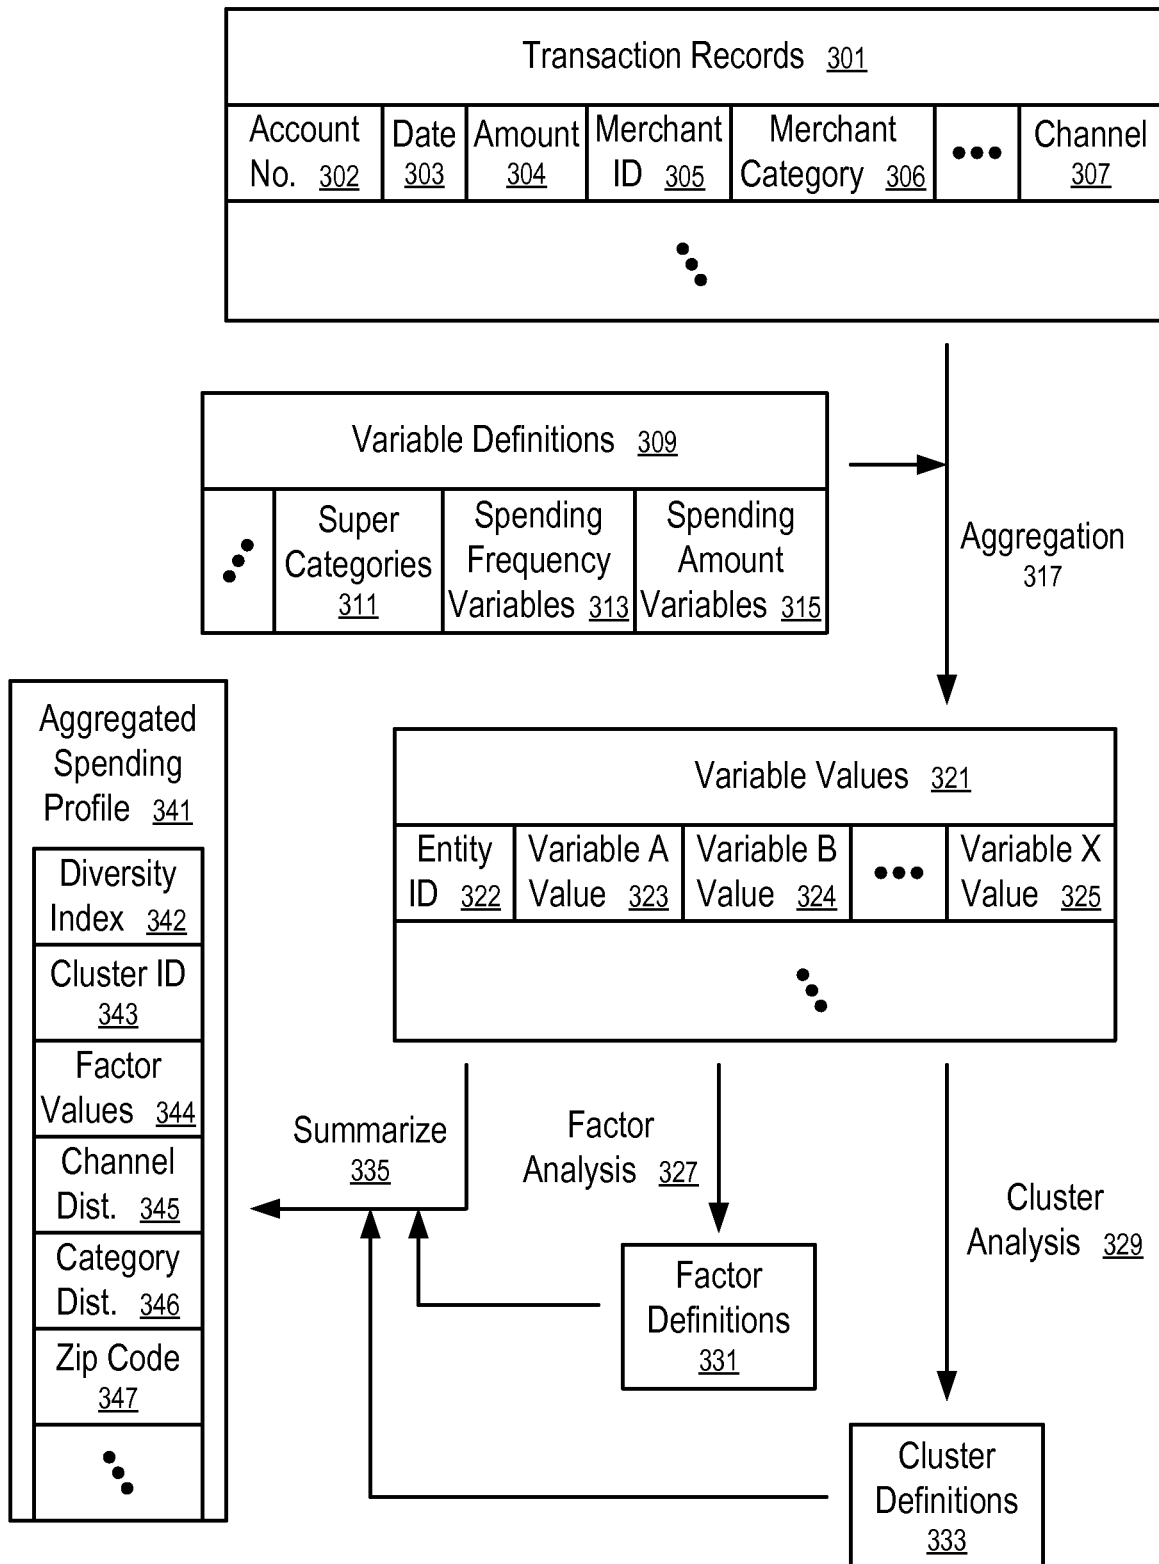 Transaction Records 301
Account No. 302
Date 303
Amount 304
Merchant ID 305
Merchant Category 306
Channel 307
Variable Definitions 309
Super Categories 311
Spending Frequency Variables 313
Spending Amount Variables 315
Aggregation 317
Aggregated Spending Profile 341
Diversity Index 342
Cluster ID 343
Factor Values 344
Channel Dist. 345
Category Dist. 346
Zip Code 347
Variable Values 321
Entity ID 322
Variable A Value 323
Variable B Value 324
Variable X Value 325
Summarize 335
Factor Analysis 327
Cluster Analysis 329
Factor Definitions 331
Cluster Definitions 333